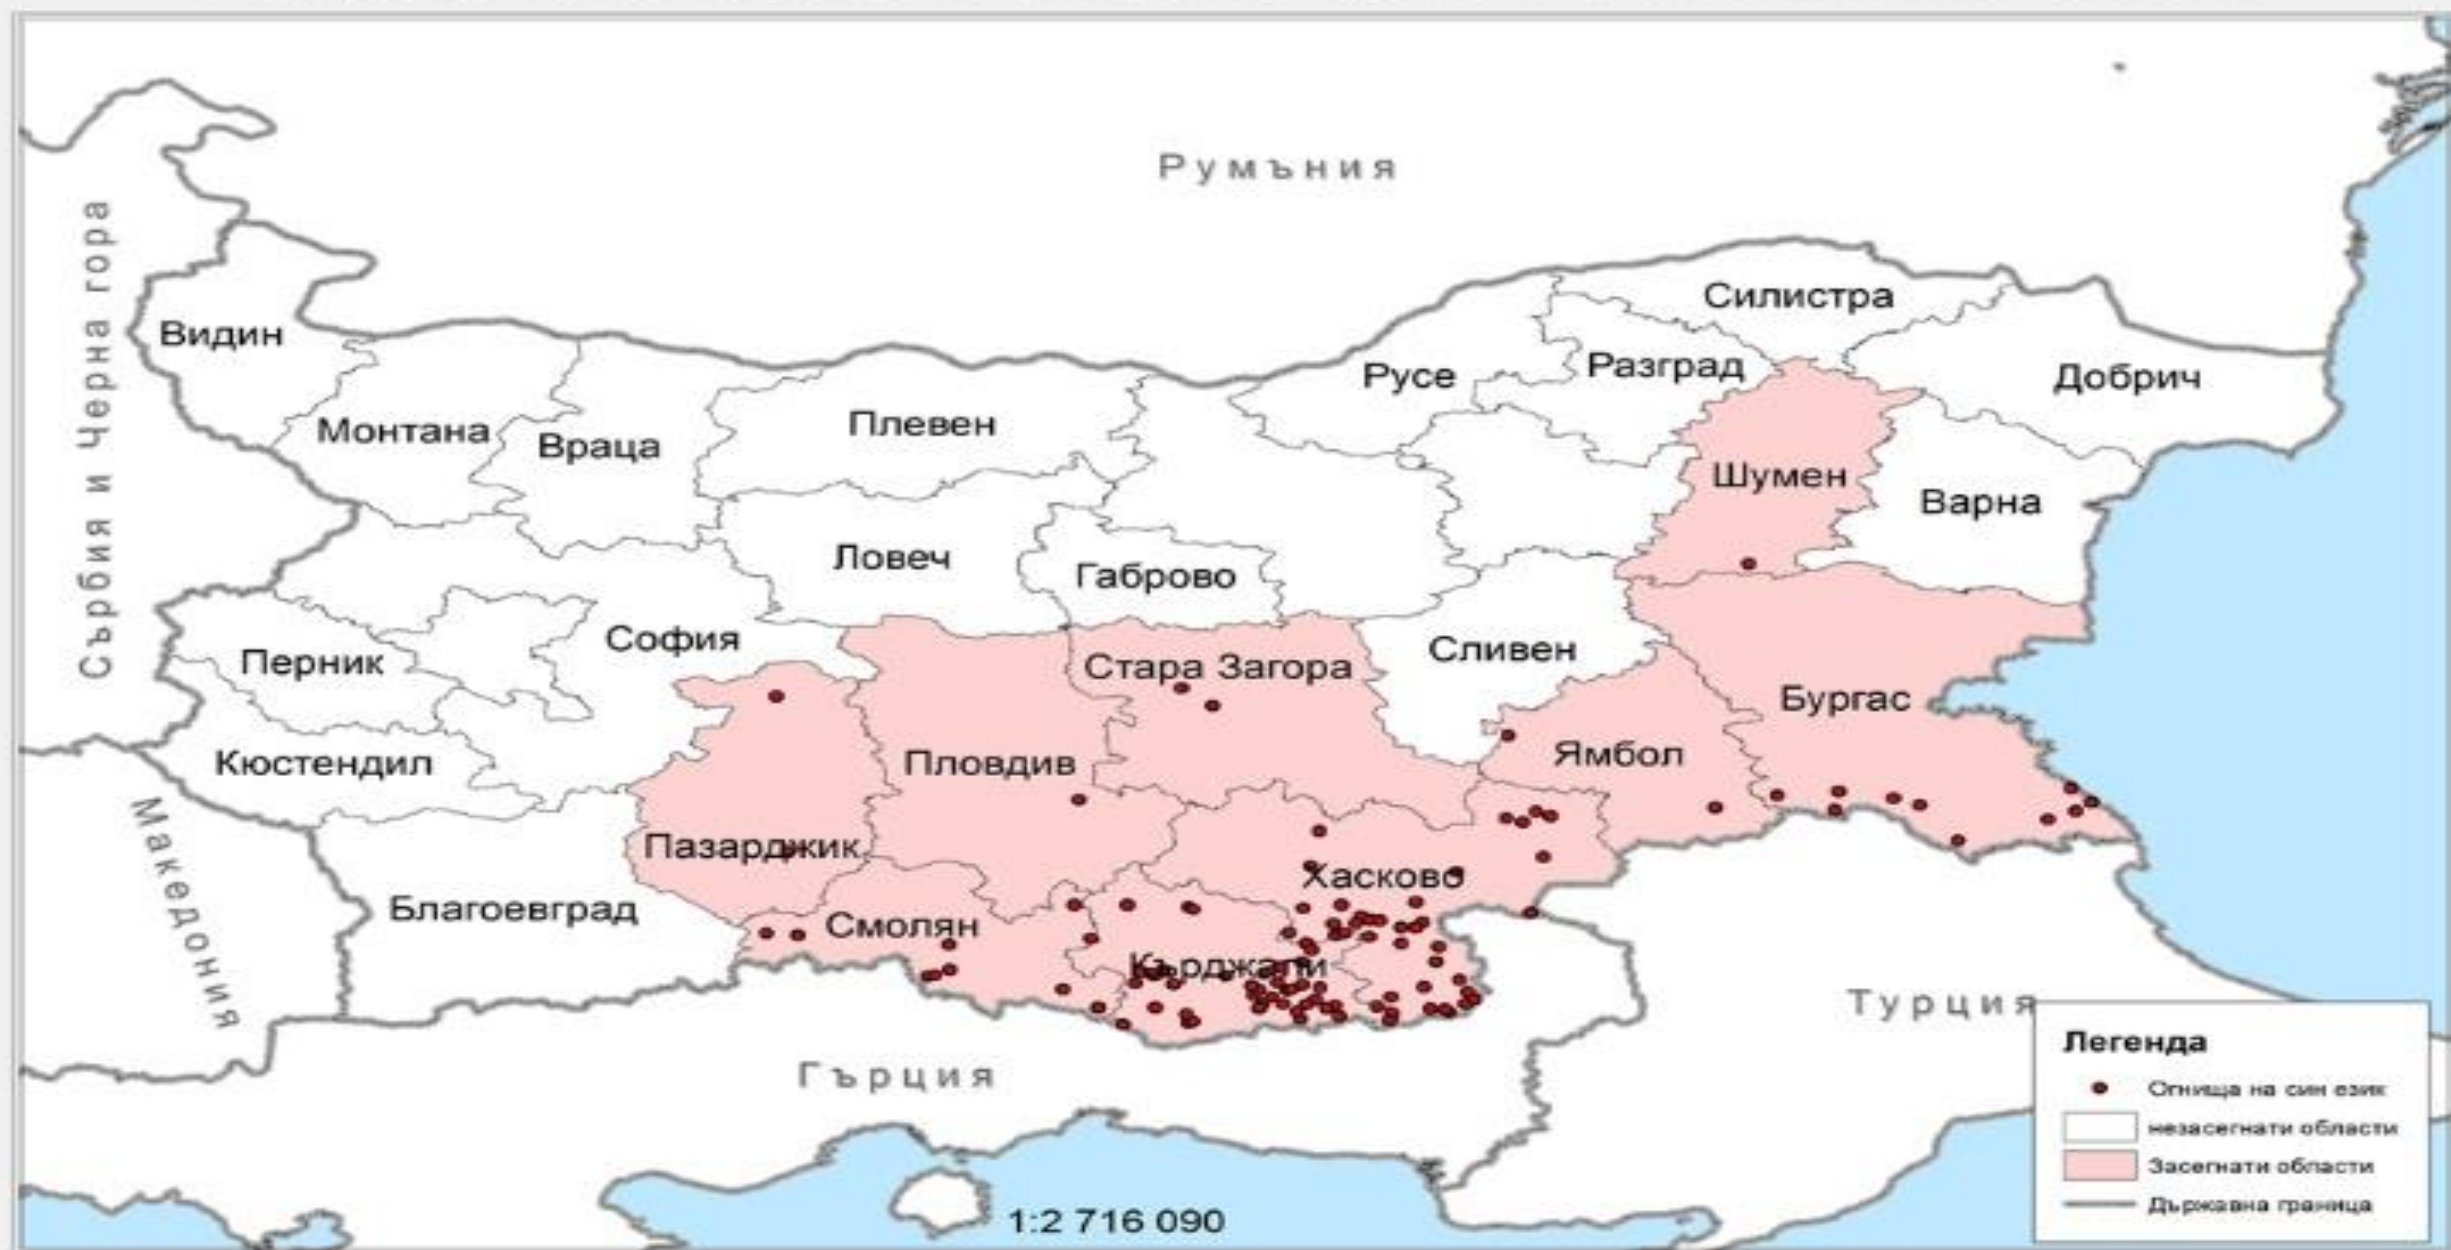 Румъния
Сърбия и Черна гора
Силистра
Видин
Разград
Русе
Добрич
Монтана
Враца
Плевен
Шумен
Варна
Ловеч
Габрово
София
Сливен
Перник
Стара Загора
Бургас
Кюстендил
Пловдив
Ямбол
Македония
Пазарджик
Хасково
Благоевград
Смолян
Кърджали
Турция
Гърция
Легенда
Огнища на син език
незасегнати области
Засегнати области
Държавна граница
1:2 716 090